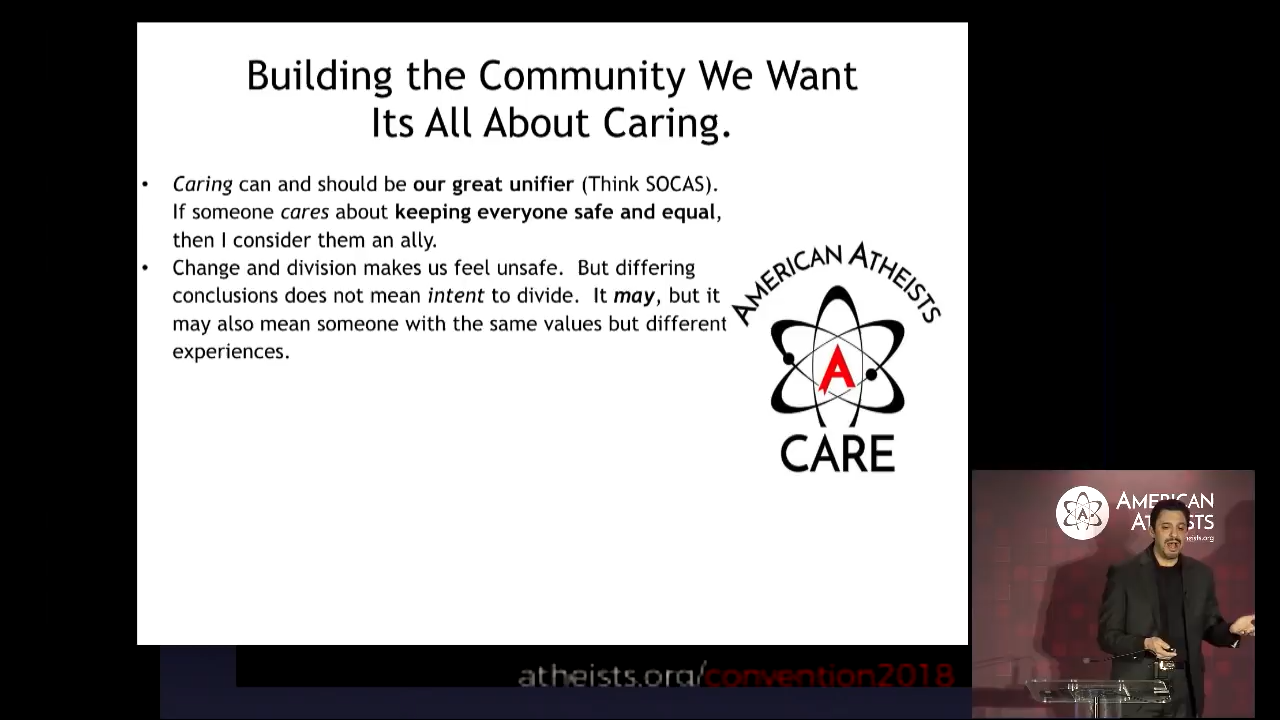 Building the Community We Want
Its All About Caring.
• Caring can and should be our great unifier (Think SOCAS).
If someone cares about keeping everyone safe and equal,
then I consider them an ally.
• Change and division makes us feel unsafe. But differing
conclusions does not mean intent to divide. It may, but it
may also mean someone with the same values but different
experiences.
AMERICAN ATHEISTS
A
CARE
AMERICAN
A
atheists.org/convention2018